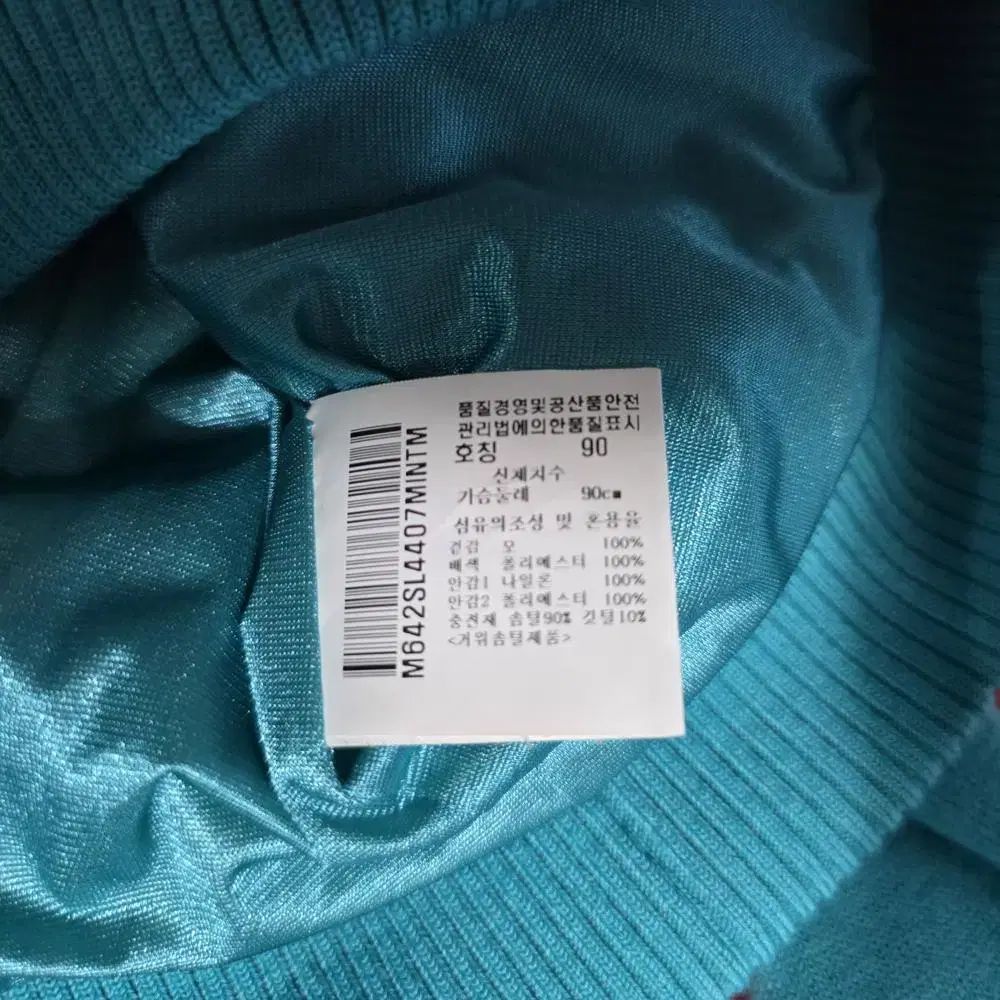 품질경영및공산품안전
관리법에의한품질표시
호칭 90
신체치수
가슴둘레 90cm
섬유의조성 및 혼용율
겉감 모 100%
배색 폴리에스터 100%
안감1 나일론 100%
안감2 폴리에스터 100%
충전재 솜털90% 깃털10%
<거위솜털제품>
M642SL4407MINTM